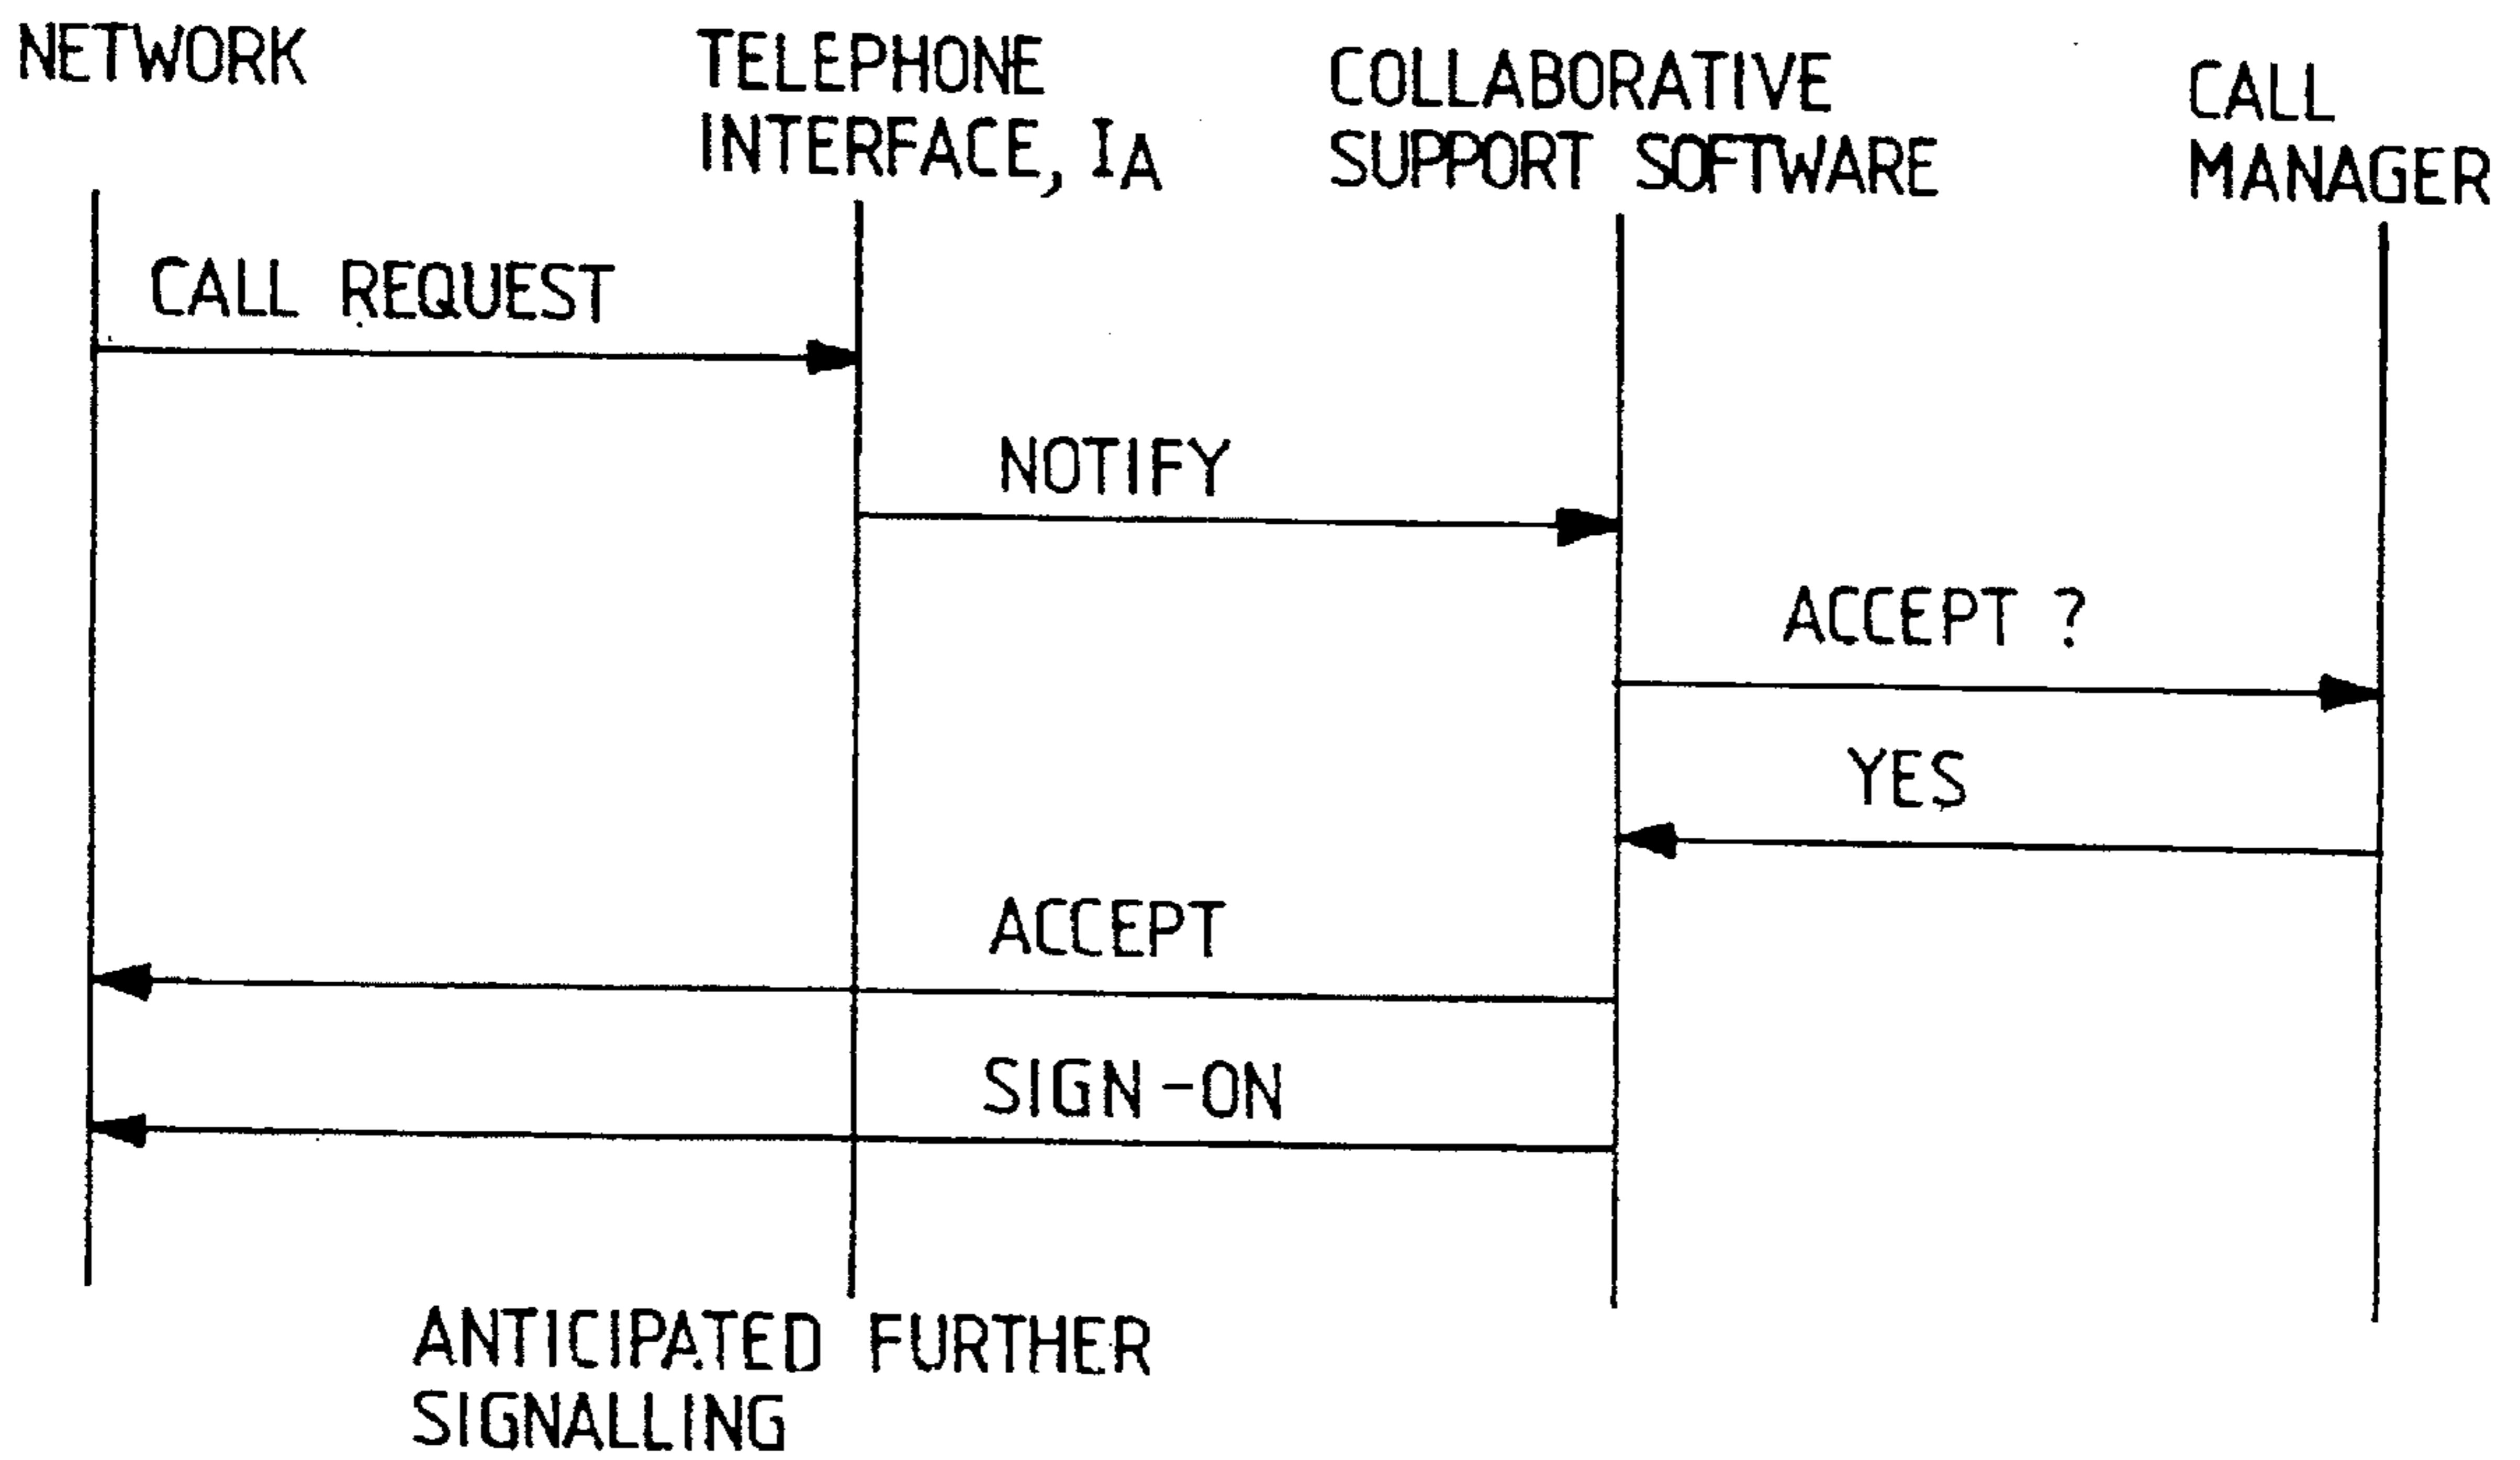 NETWORK
TELEPHONE
INTERFACE, IA
COLLABORATIVE
SUPPORT SOFTWARE
CALL
MANAGER
CALL REQUEST
NOTIFY
ACCEPT ?
YES
ACCEPT
SIGN-ON
ANTICIPATED FURTHER
SIGNALLING